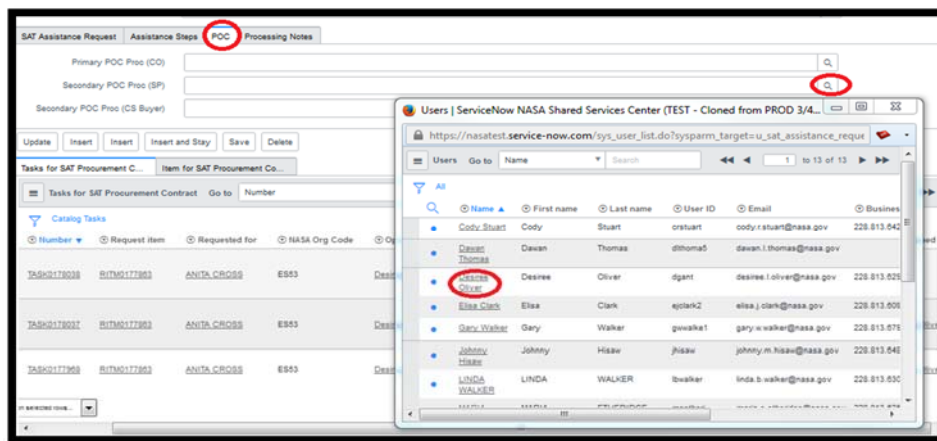 SAT Assistance Request Assistance Steps POC Processing Notes
Primary POC Proc (CO)
Secondary POC Proc (SP)
Secondary POC Proc (CS Buyer)
Update Insert Insert Insert and Stay Save Delete
Tasks for SAT Procurement C... Item for SAT Procurement Co...
Tasks for SAT Procurement Contract Go to Number
Catalog Tasks
Number Request item Requested for NASA Org Code
TASK0178038 RITM0177863 ANITA CROSS ES63
TASK0178037 RITM0177863 ANITA CROSS ES63
TASK0177968 RITM0177863 ANITA CROSS ES63
Users | ServiceNow NASA Shared Services Center (TEST - Cloned from PROD 3/4...
https://nasatest.service-now.com/sys_user_list.do?sysparm_target=u_sat_assistance_reque
Users Go to Name Search 1 to 13 of 13
All
Name First name Last name User ID Email Busines
Cody Stuart Cody Stuart crstuart cody.r.stuart@nasa.gov
Dawan Thomas Dawan Thomas dlthoma5 dawan.l.thomas@nasa.gov
Desiree Oliver Desiree Oliver dgant desiree.l.oliver@nasa.gov
Elisa Clark Elisa Clark ejclark2 elisa.j.clark@nasa.gov
Gary Walker Gary Walker gwwalke1 gary.w.walker@nasa.gov
Johnny Hisaw Johnny Hisaw jhisaw johnny.m.hisaw@nasa.gov
LINDA WALKER LINDA WALKER lbwalker linda.b.walker@nasa.gov